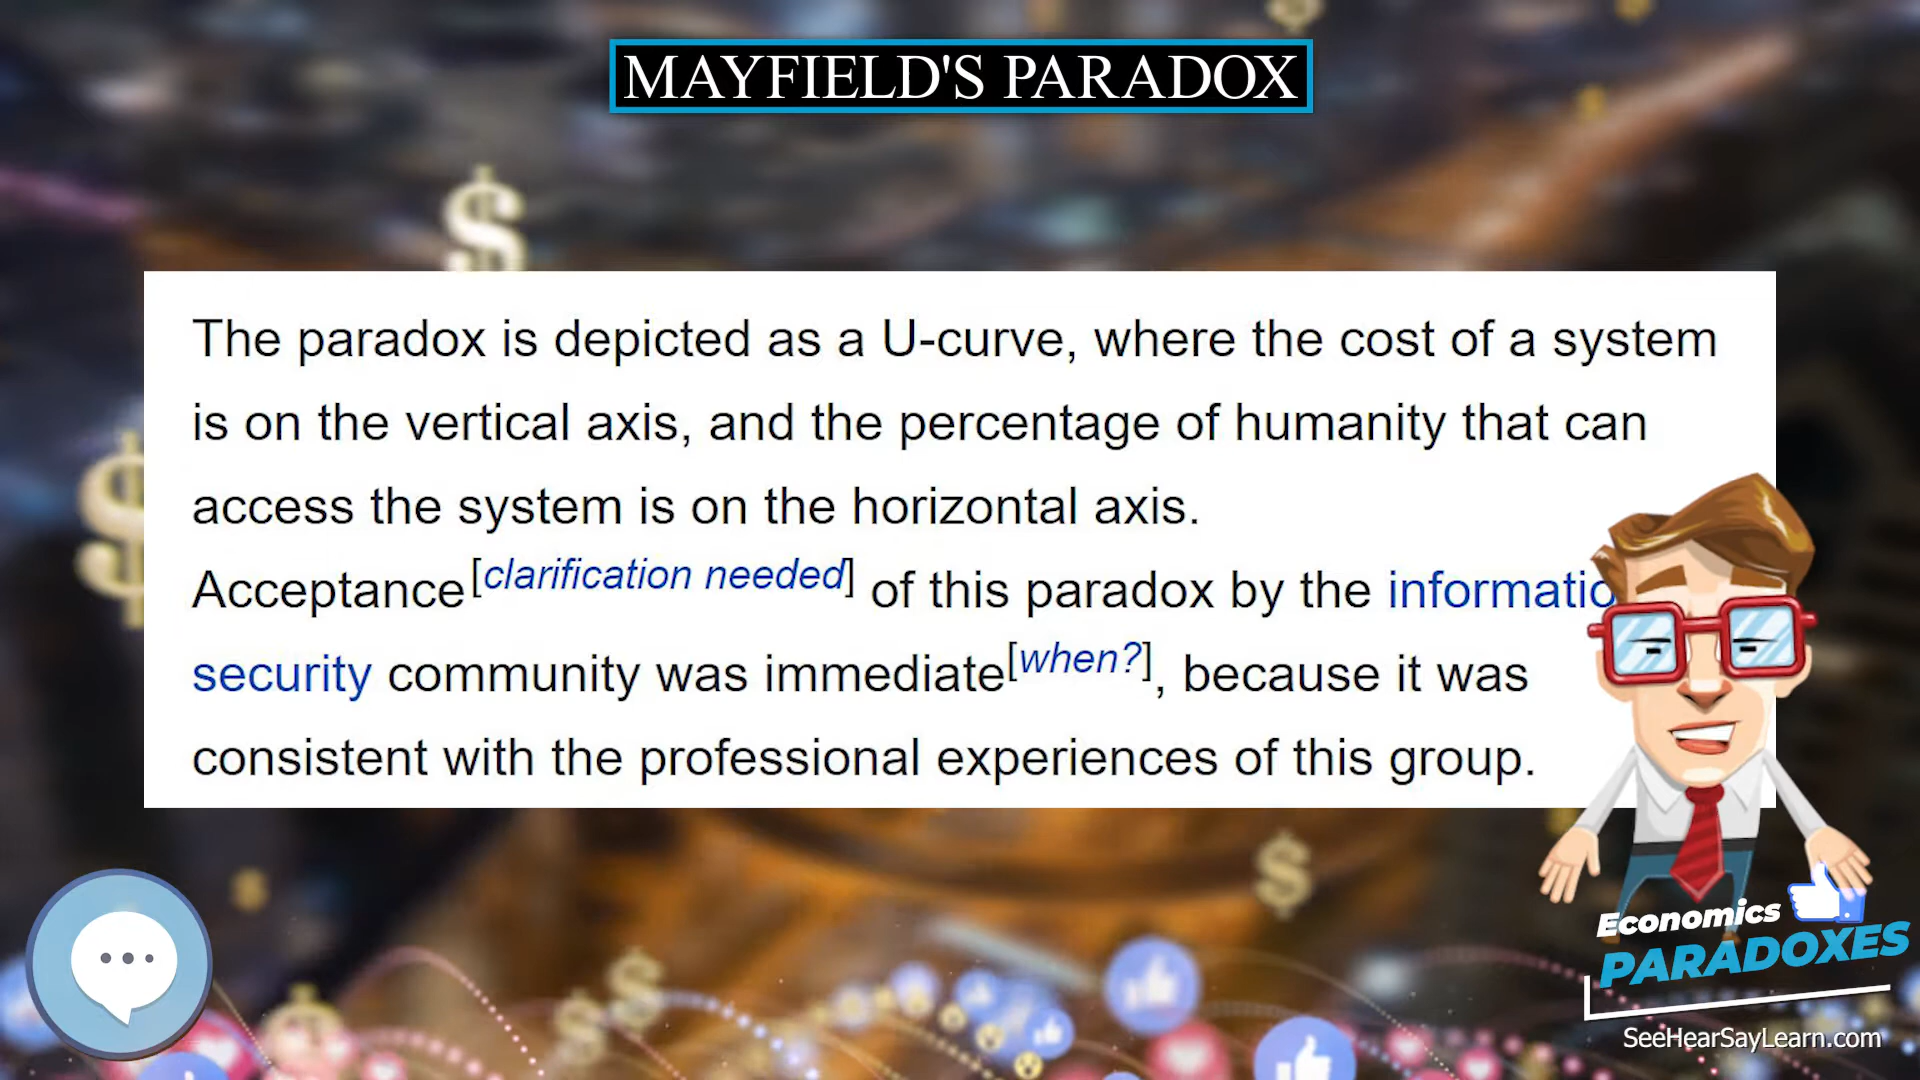 MAYFIELD'S PARADOX
The paradox is depicted as a U-curve, where the cost of a system
is on the vertical axis, and the percentage of humanity that can
access the system is on the horizontal axis.
Acceptance[clarification needed] of this paradox by the informatio
security community was immediate[when?], because it was
consistent with the professional experiences of this group.
Economics
PARADOXES
SeeHearSayLearn.com